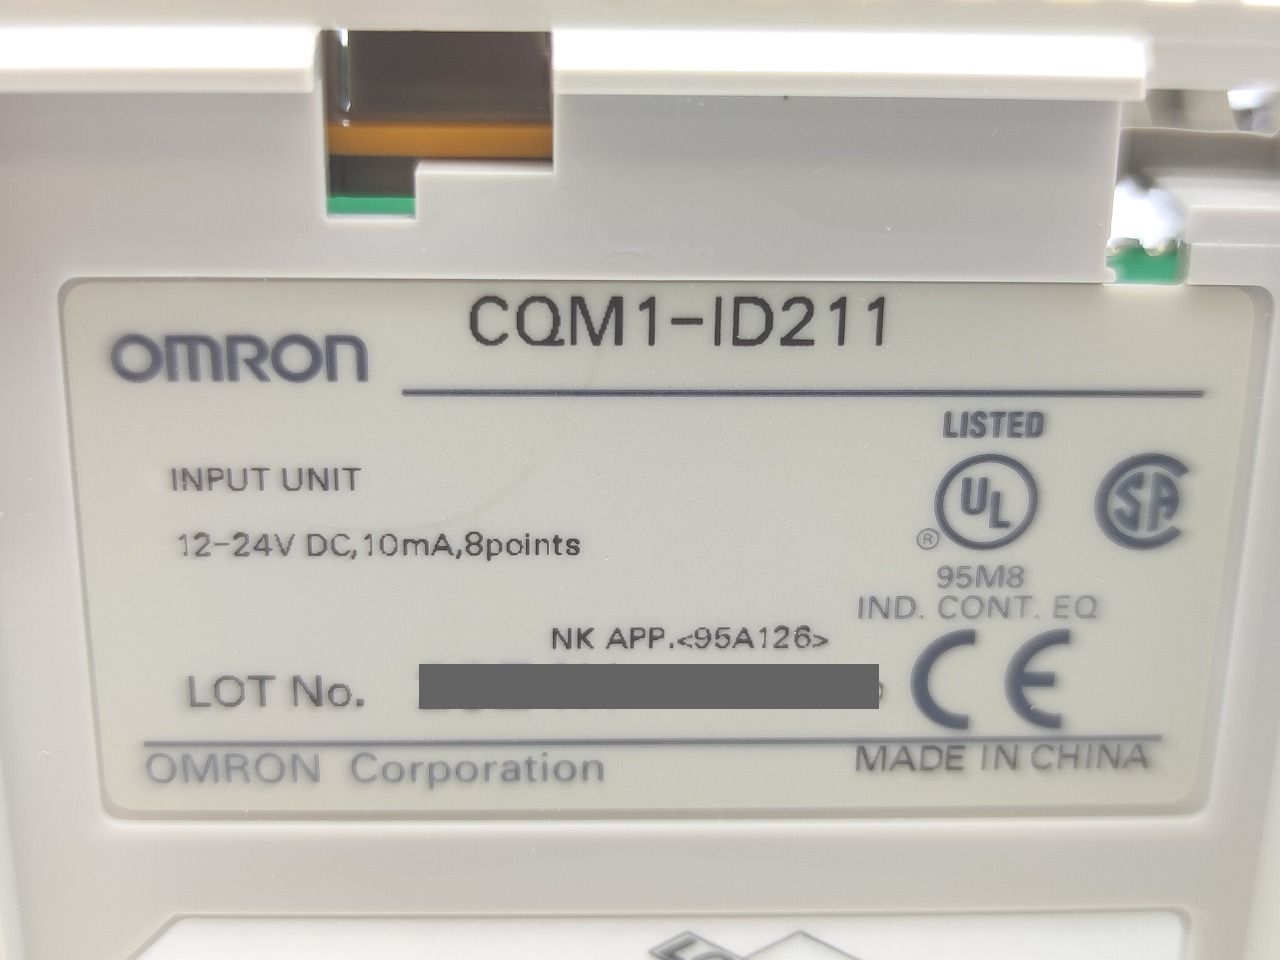 CQM1-ID211
OMRON
LISTED
INPUT UNIT
UL
SA
®
12-24V DC,10mA,8points
95M8
IND. CONT. EQ
NK APP.<95A126>
LOT No.
CE
OMRON Corporation
MADE IN CHINA